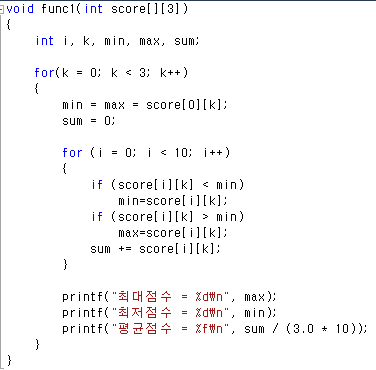 void func1(int score[][3])
{
    int i, k, min, max, sum;

    for(k = 0; k < 3; k++)
    {
        min = max = score[0][k];
        sum = 0;

        for (i = 0; i < 10; i++)
        {
            if (score[i][k] < min)
                min=score[i][k];
            if (score[i][k] > min)
                max=score[i][k];
            sum += score[i][k];
        }

        printf("최대점수 = %d₩n", max);
        printf("최저점수 = %d₩n", min);
        printf("평균점수 = %f₩n", sum / (3.0 * 10));
    }
}